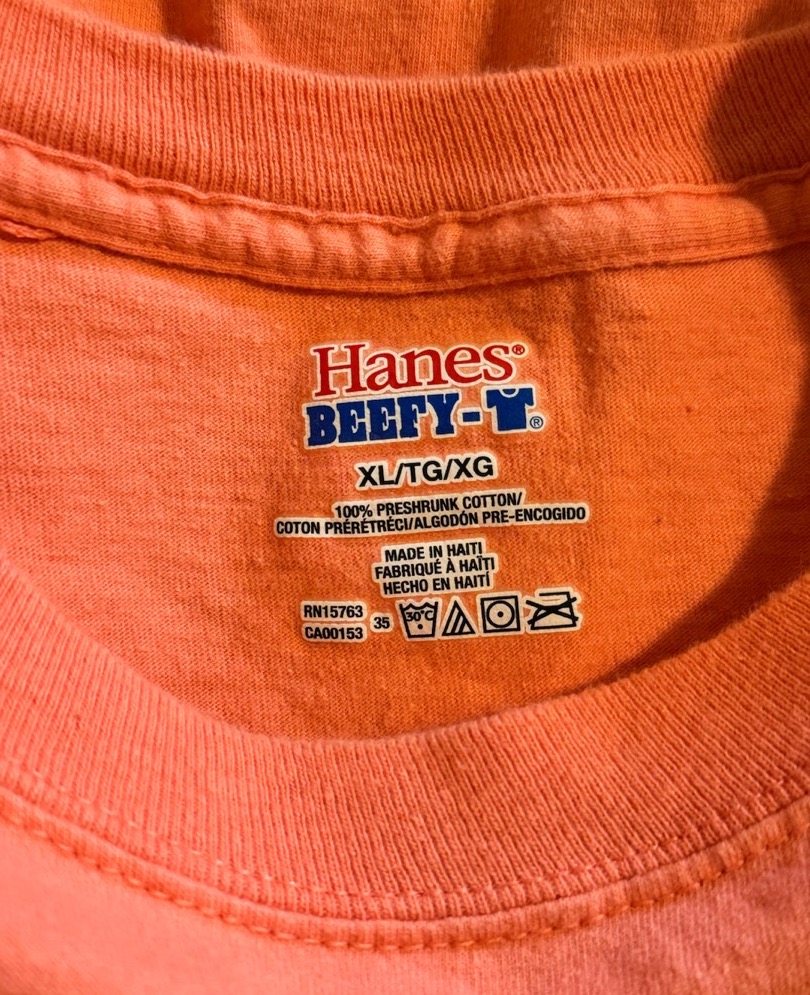 Hanes®
BEEFY-T®
XL/TG/XG
100% PRESHRUNK COTTON/
COTON PRÉRÉTRÉCI/ALGODÓN PRE-ENCOGIDO
MADE IN HAITI
FABRIQUÉ À HAÏTI
HECHO EN HAITÍ
RN15763
CA00153
35
30°C